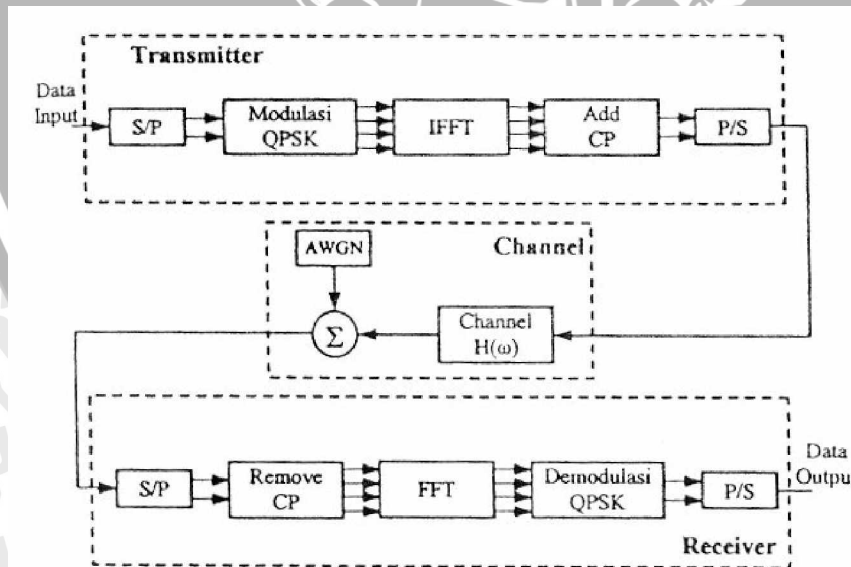 Transmitter
Data
Input
S/P
Modulasi
QPSK
IFFT
Add
CP
P/S
AWGN
Channel
Σ
Channel
H(ω)
S/P
Remove
CP
FFT
Demodulasi
QPSK
P/S
Data
Output
Receiver